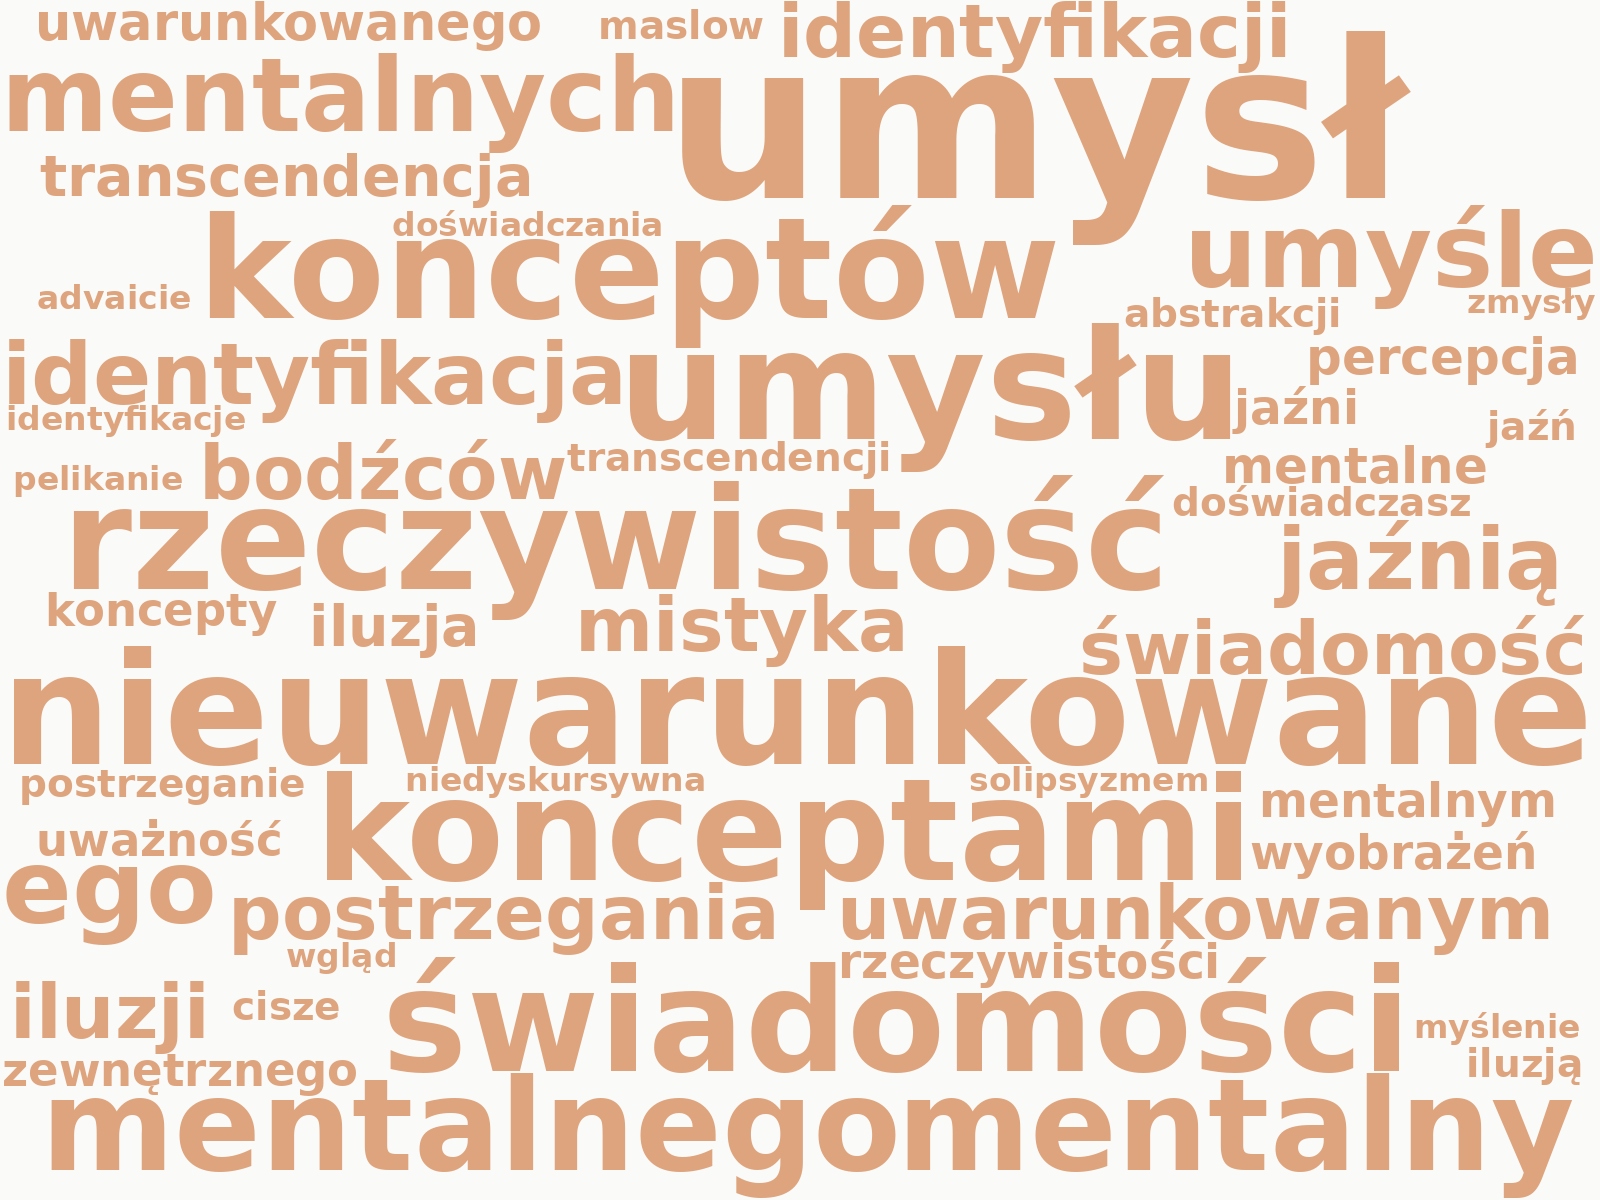 uwarunkowanego maslow identyfikacji
mentalnych umysł
transcendencja
doświadczania
konceptów umyśle
advaicie zmysły
abstrakcji
identyfikacja umysłu percepcja
identyfikacje jaźni jaźń
pelikanie bodźców transcendencji mentalne
doświadczasz
rzeczywistość jaźnią
koncepty iluzja mistyka świadomość
nieuwarunkowane
postrzeganie niedyskursywna solipsyzmem
konceptami mentalnym
uważność wyobrażeń
ego postrzegania uwarunkowanym
wgląd rzeczywistości
iluzji cisze świadomości myślenie
zewnętrznego iluzją
mentalnego mentalny